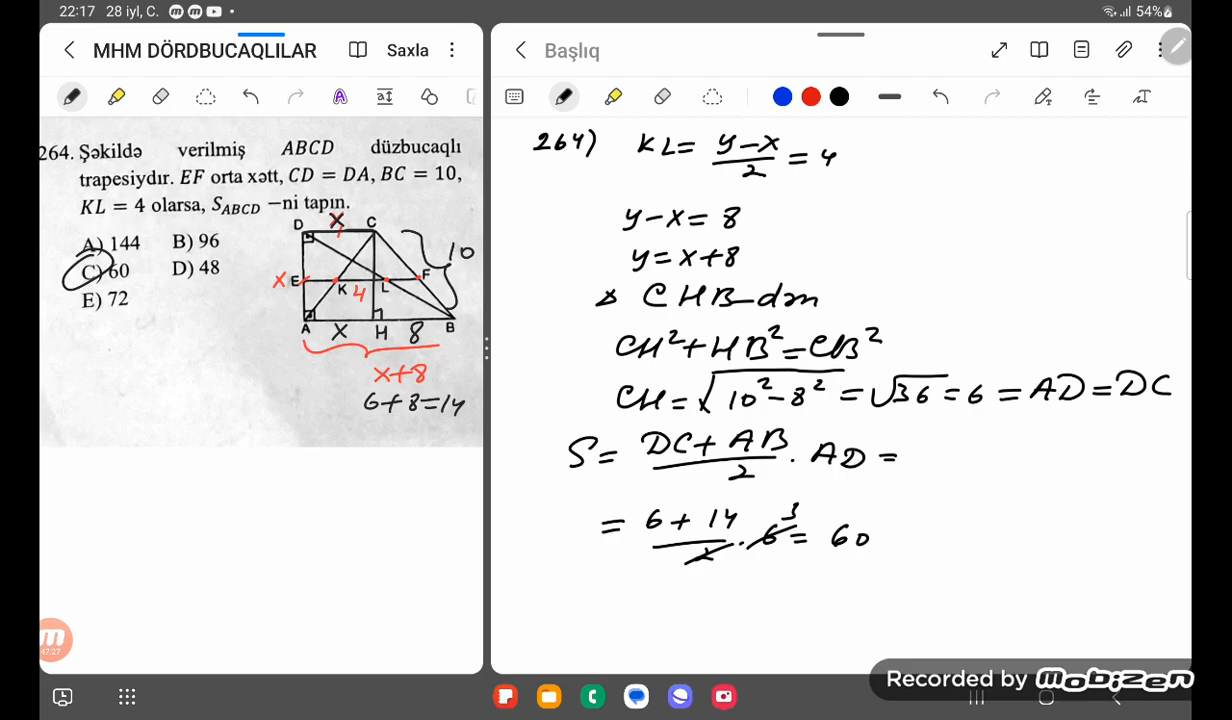 22:17 28 iyl, C. 54%
MHM DÖRDBUCAQLILAR Saxla
Başlıq
264. Şəkildə verilmiş ABCD düzbucaqlı
trapesiydır. EF orta xətt, CD = DA, BC = 10,
KL = 4 olarsa, S_ABCD −ni tapın.
A) 144 B) 96
C) 60 D) 48
E) 72
D X C
10
X E K 4 L F
A X H 8 B
x+8
6+8=14
264) KL = (y-x)/2 = 4
y-x = 8
y = x+8
△ CHB-dən
CH²+HB²=CB²
CH = √(10²-8²) = √36 = 6 = AD = DC
S = (DC+AB)/2 · AD =
= (6+14)/2 · 6 3 = 60
47:27
Recorded by mobizen